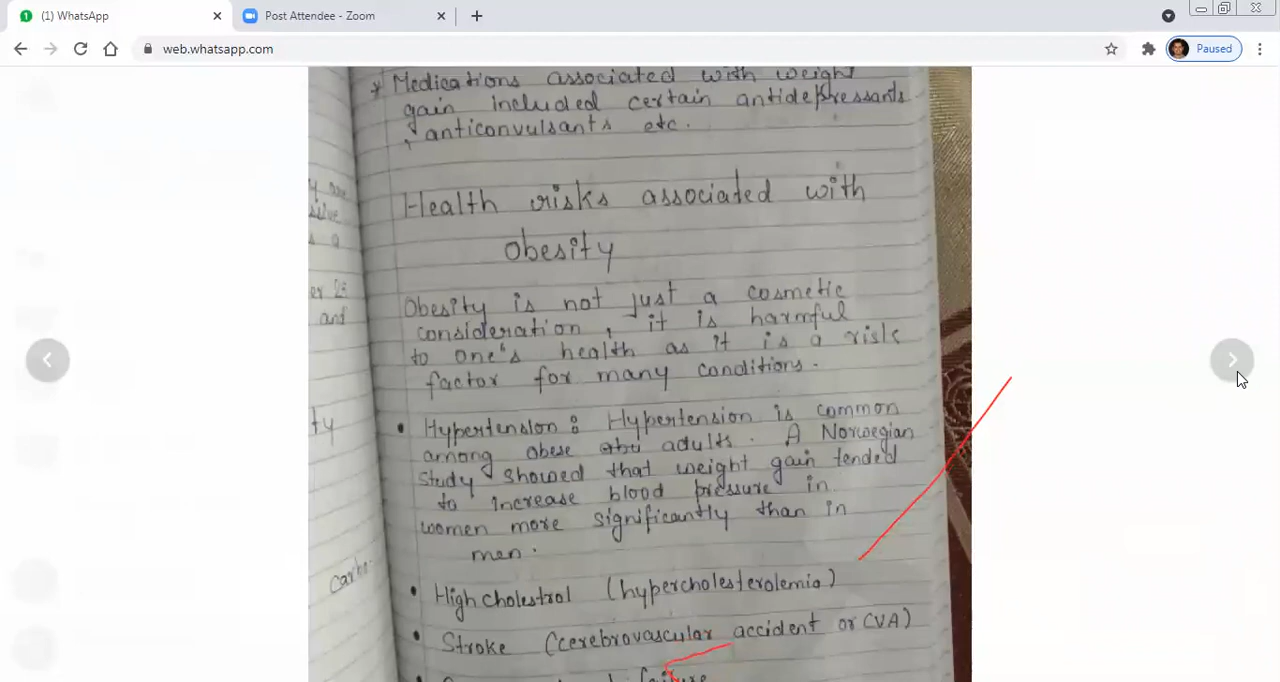 (1) WhatsApp
Post Attendee - Zoom
web.whatsapp.com
Paused
* Medications associated with weight
gain included certain antidepressants
, anticonvulsants etc.
Health risks associated with
obesity
Obesity is not just a cosmetic
consideration, it is harmful
to one's health as it is a risk
factor for many conditions.
• Hypertension : Hypertension is common
among obese adults. A Norwegian
study showed that weight gain tended
to increase blood pressure in
women more significantly than in
men.
• High cholestrol (hypercholesterolemia)
• Stroke (cerebrovascular accident or CVA)
failure
and
carbo